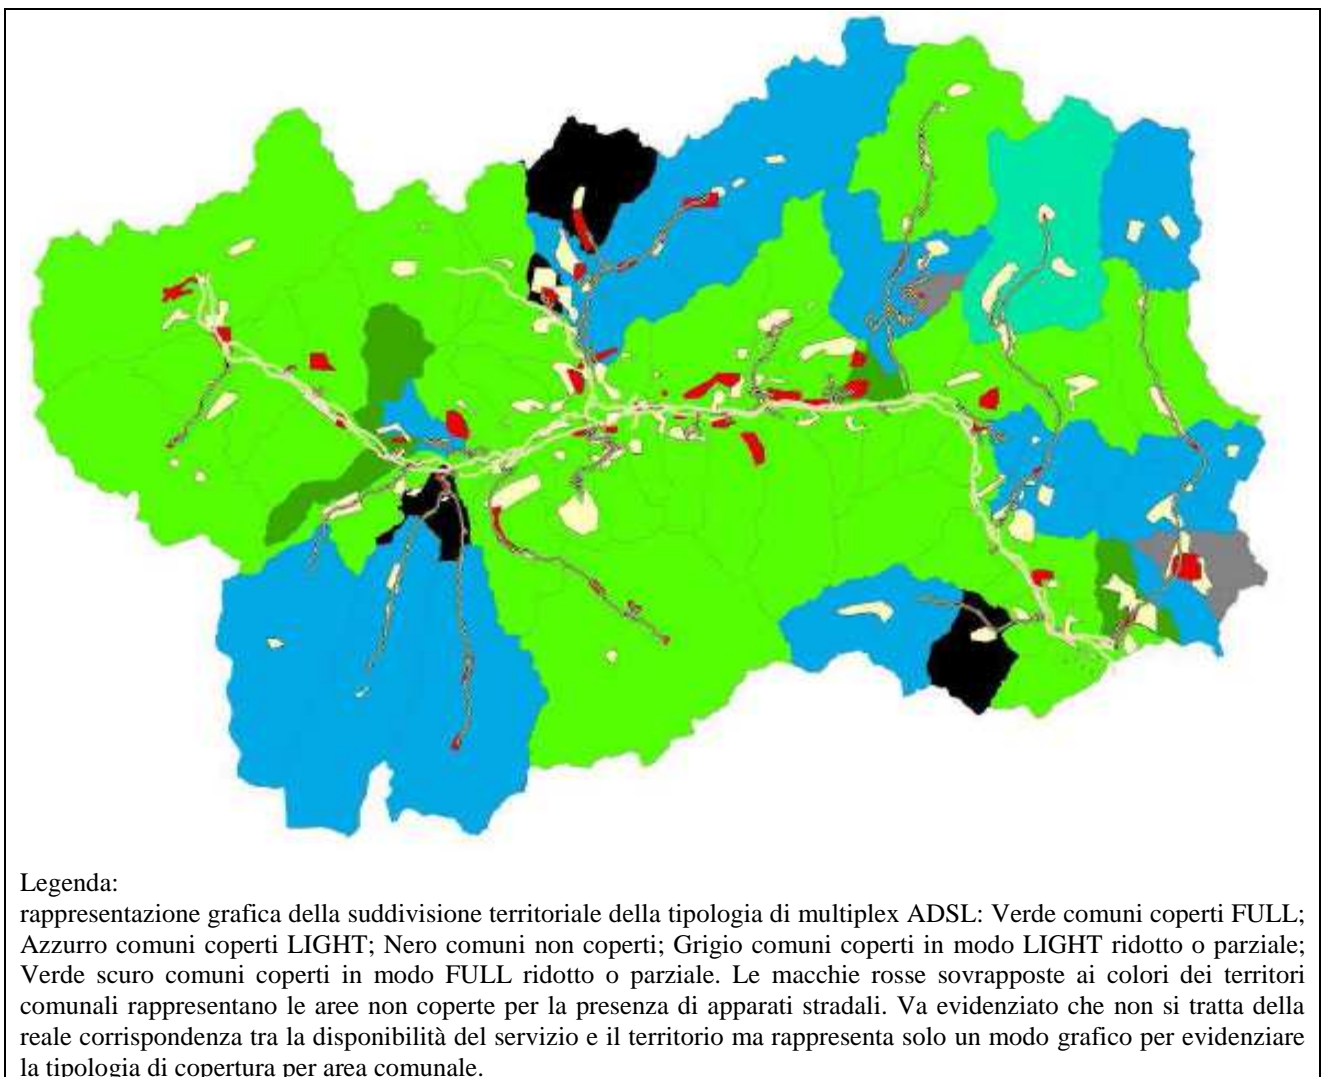 Legenda:
rappresentazione grafica della suddivisione territoriale della tipologia di multiplex ADSL: Verde comuni coperti FULL;
Azzurro comuni coperti LIGHT; Nero comuni non coperti; Grigio comuni coperti in modo LIGHT ridotto o parziale;
Verde scuro comuni coperti in modo FULL ridotto o parziale. Le macchie rosse sovrapposte ai colori dei territori
comunali rappresentano le aree non coperte per la presenza di apparati stradali. Va evidenziato che non si tratta della
reale corrispondenza tra la disponibilità del servizio e il territorio ma rappresenta solo un modo grafico per evidenziare
la tipologia di copertura per area comunale.